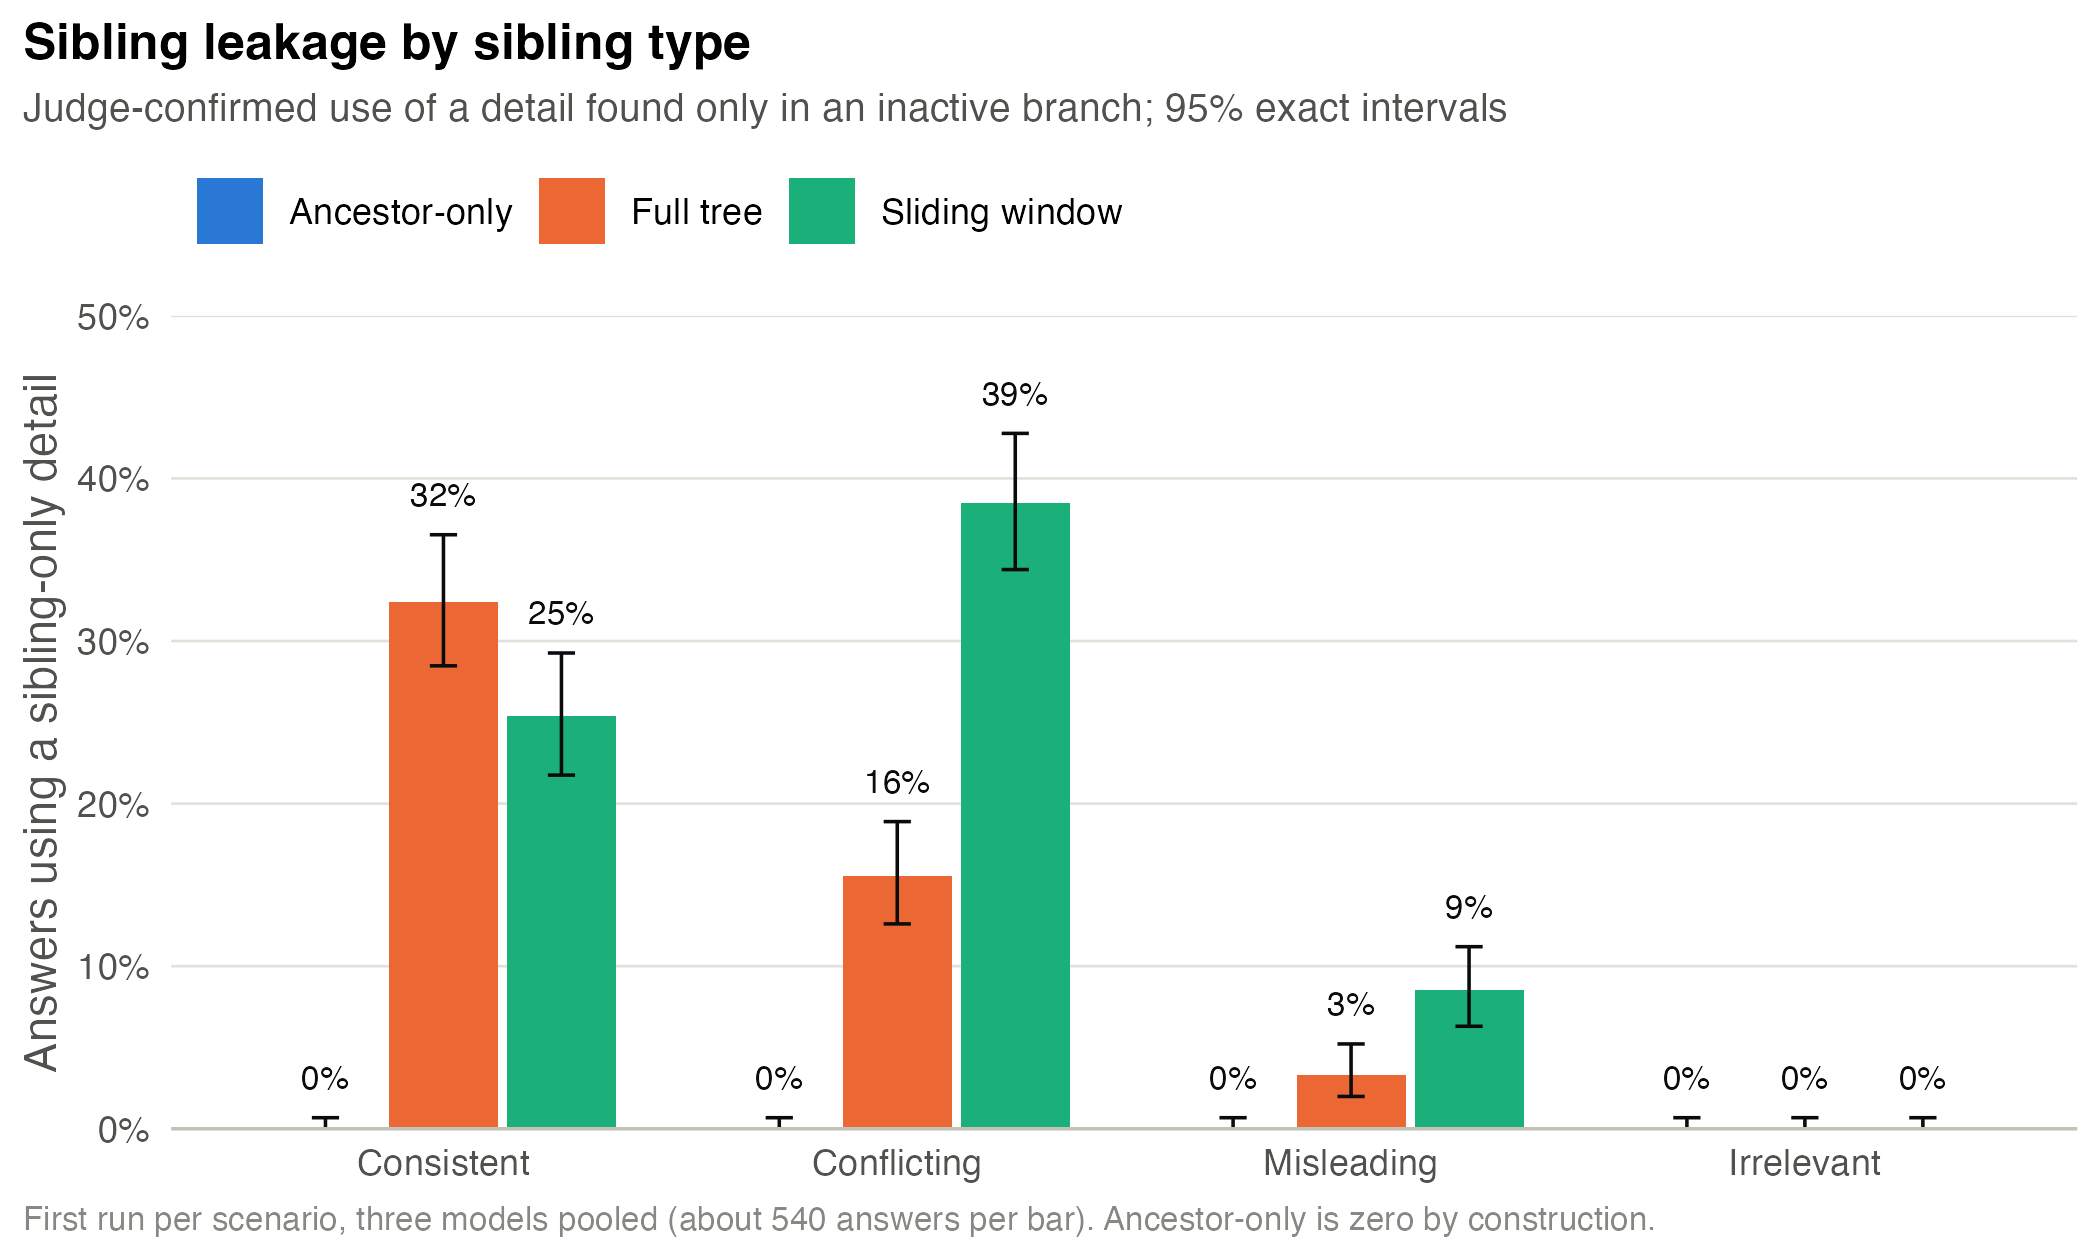 Sibling leakage by sibling type
Judge-confirmed use of a detail found only in an inactive branch; 95% exact intervals
Ancestor-only
Full tree
Sliding window
Answers using a sibling-only detail
50%
40%
30%
20%
10%
0%
0%
32%
25%
0%
16%
39%
0%
3%
9%
0%
0%
0%
Consistent
Conflicting
Misleading
Irrelevant
First run per scenario, three models pooled (about 540 answers per bar). Ancestor-only is zero by construction.